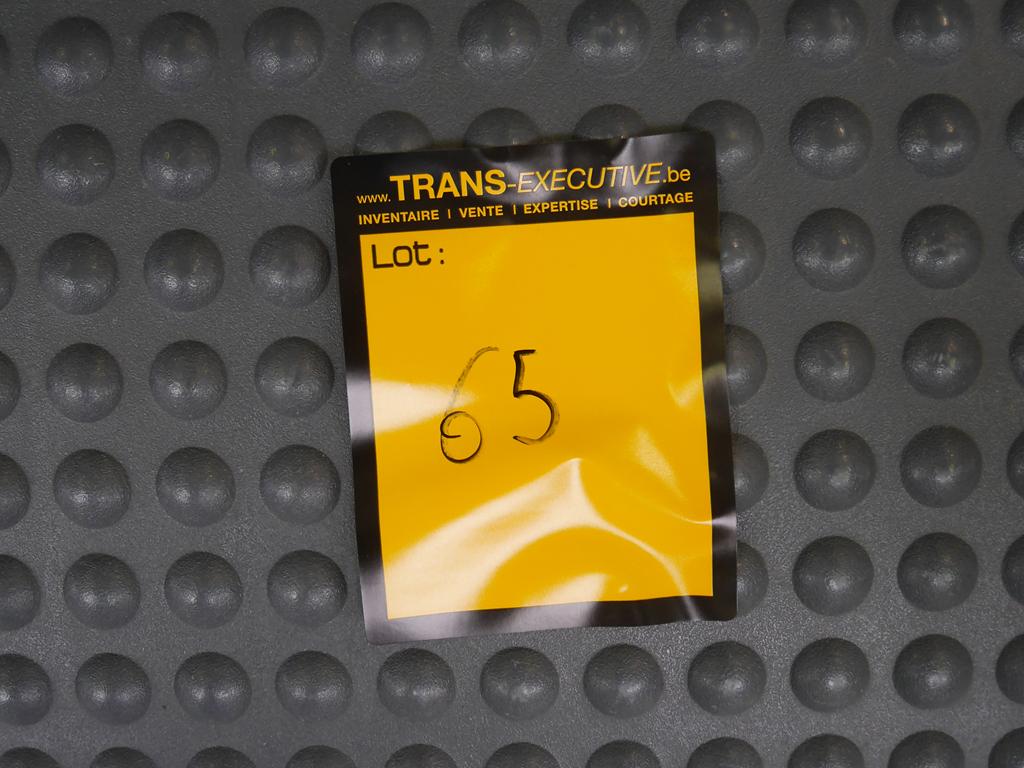 www.TRANS-EXECUTIVE.be
INVENTAIRE | VENTE | EXPERTISE | COURTAGE
Lot:
65